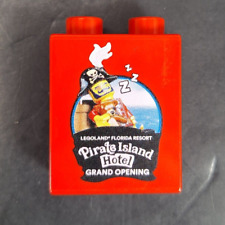 Z
Z
Z
LEGOLAND® FLORIDA RESORT
Pirate Island
Hotel
GRAND OPENING